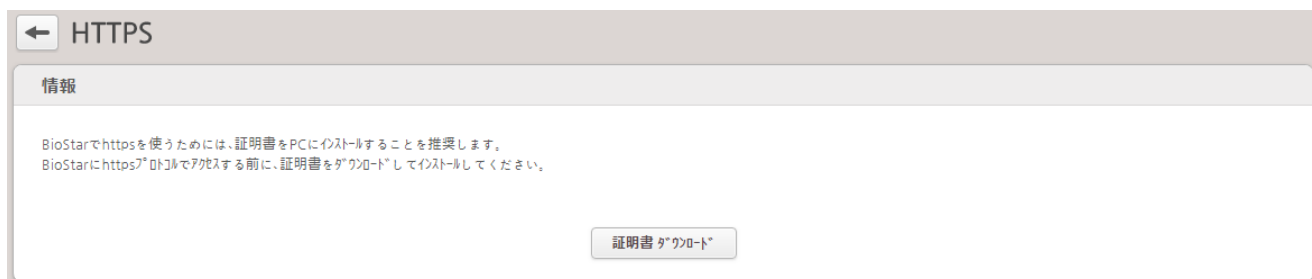 HTTPS
情報
BioStarでhttpsを使うためには、証明書をPCにｲﾝｽﾄｰﾙすることを推奨します。
BioStarにhttpsﾌﾟﾛﾄｺﾙでｱｸｾｽする前に、証明書をﾀﾞｳﾝﾛｰﾄﾞしてｲﾝｽﾄｰﾙしてください。
証明書 ﾀﾞｳﾝﾛｰﾄﾞ